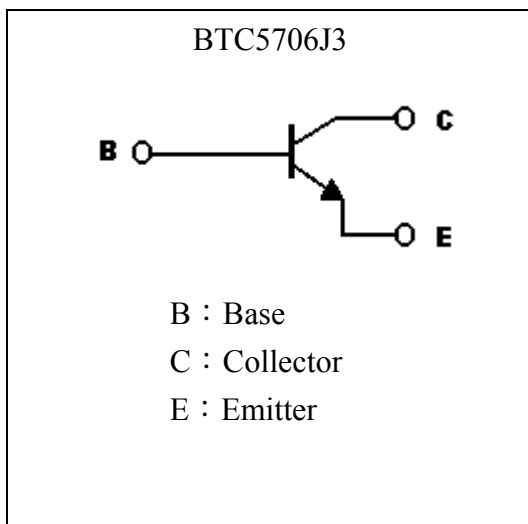 BTC5706J3
C
B
E
B：Base
C：Collector
E：Emitter